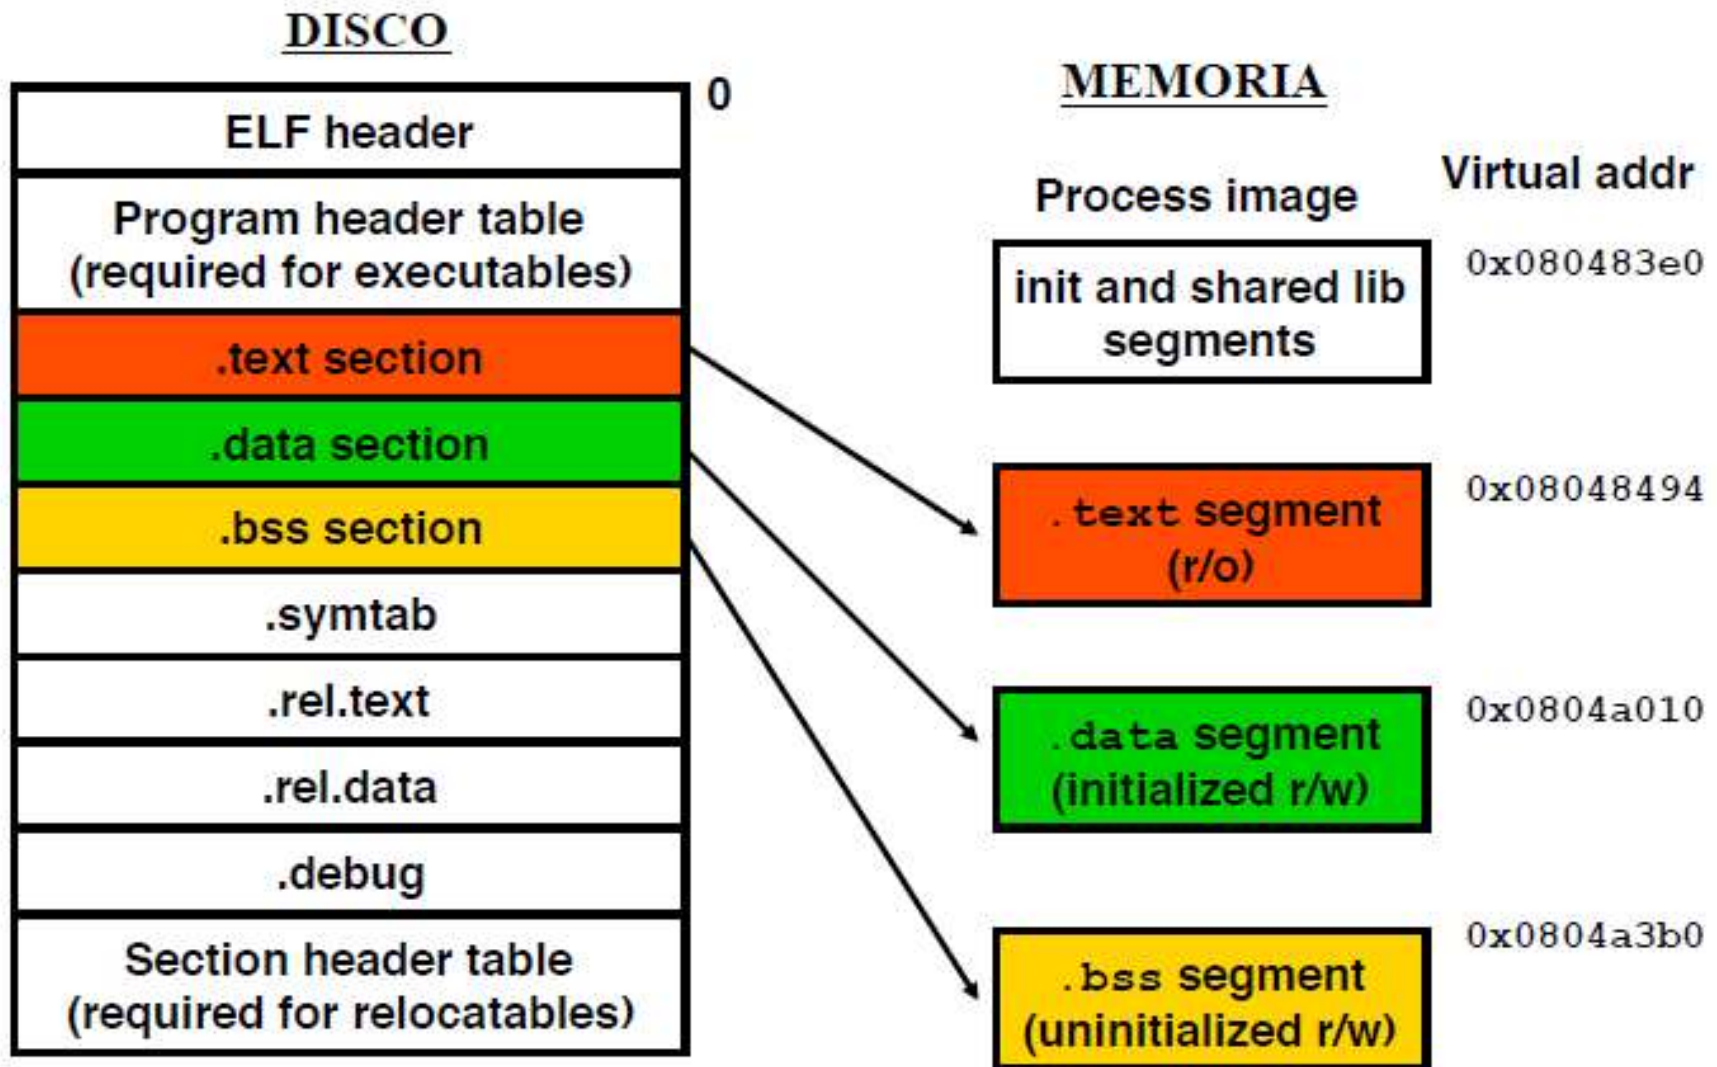 DISCO
0
ELF header
Program header table
(required for executables)
.text section
.data section
.bss section
.symtab
.rel.text
.rel.data
.debug
Section header table
(required for relocatables)
MEMORIA
Process image
Virtual addr
init and shared lib
segments
0x080483e0
.text segment
(r/o)
0x08048494
.data segment
(initialized r/w)
0x0804a010
.bss segment
(uninitialized r/w)
0x0804a3b0